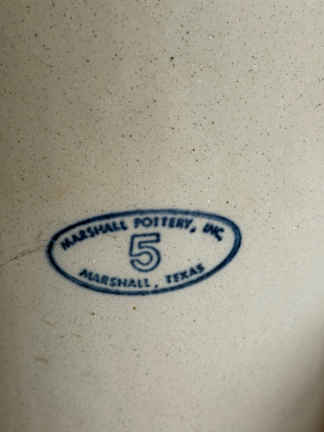 MARSHALL POTTERY, INC.
5
MARSHALL, TEXAS